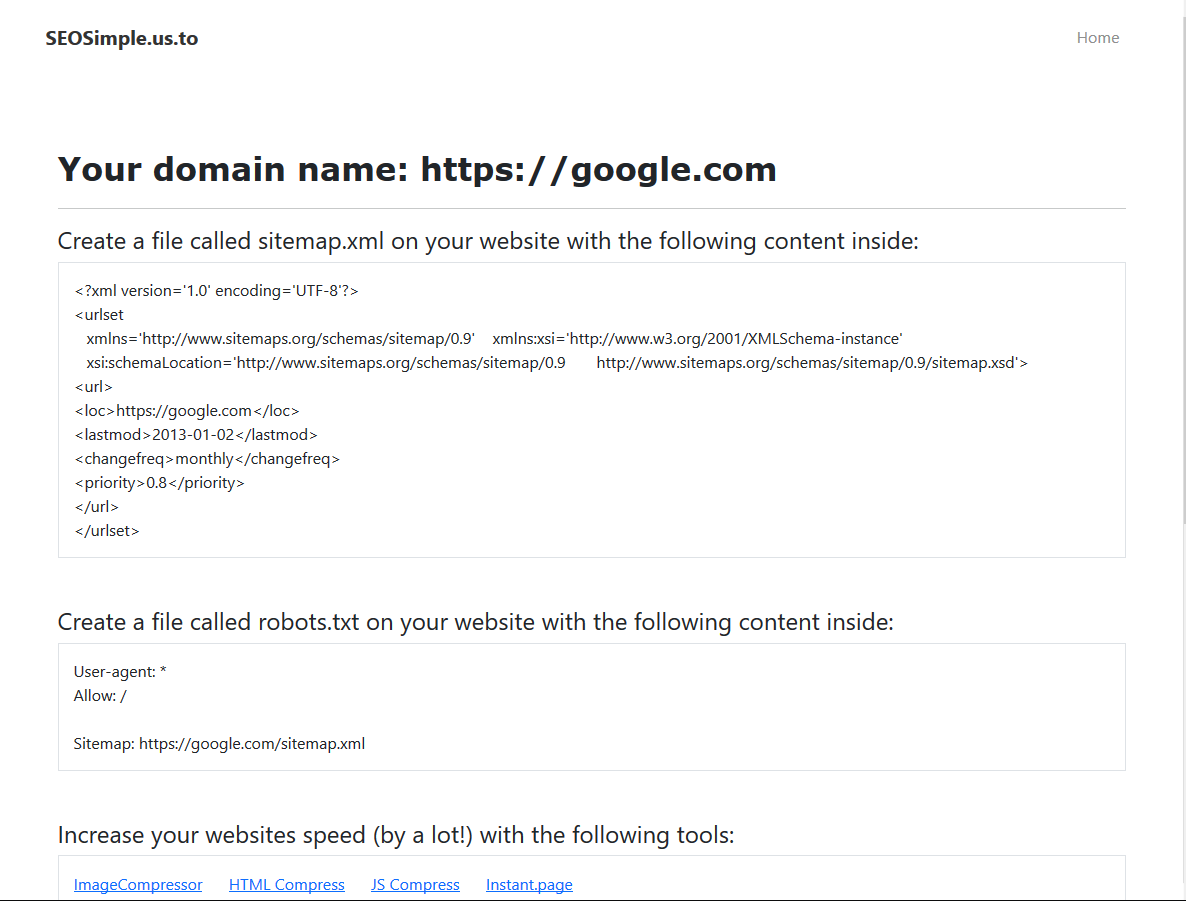 SEOSimple.us.to
Home
Your domain name: https://google.com
Create a file called sitemap.xml on your website with the following content inside:
<?xml version='1.0' encoding='UTF-8'?>
<urlset
xmlns='http://www.sitemaps.org/schemas/sitemap/0.9' xmlns:xsi='http://www.w3.org/2001/XMLSchema-instance'
xsi:schemaLocation='http://www.sitemaps.org/schemas/sitemap/0.9 http://www.sitemaps.org/schemas/sitemap/0.9/sitemap.xsd'>
<url>
<loc>https://google.com</loc>
<lastmod>2013-01-02</lastmod>
<changefreq>monthly</changefreq>
<priority>0.8</priority>
</url>
</urlset>
Create a file called robots.txt on your website with the following content inside:
User-agent: *
Allow: /
Sitemap: https://google.com/sitemap.xml
Increase your websites speed (by a lot!) with the following tools:
ImageCompressor HTML Compress JS Compress Instant.page